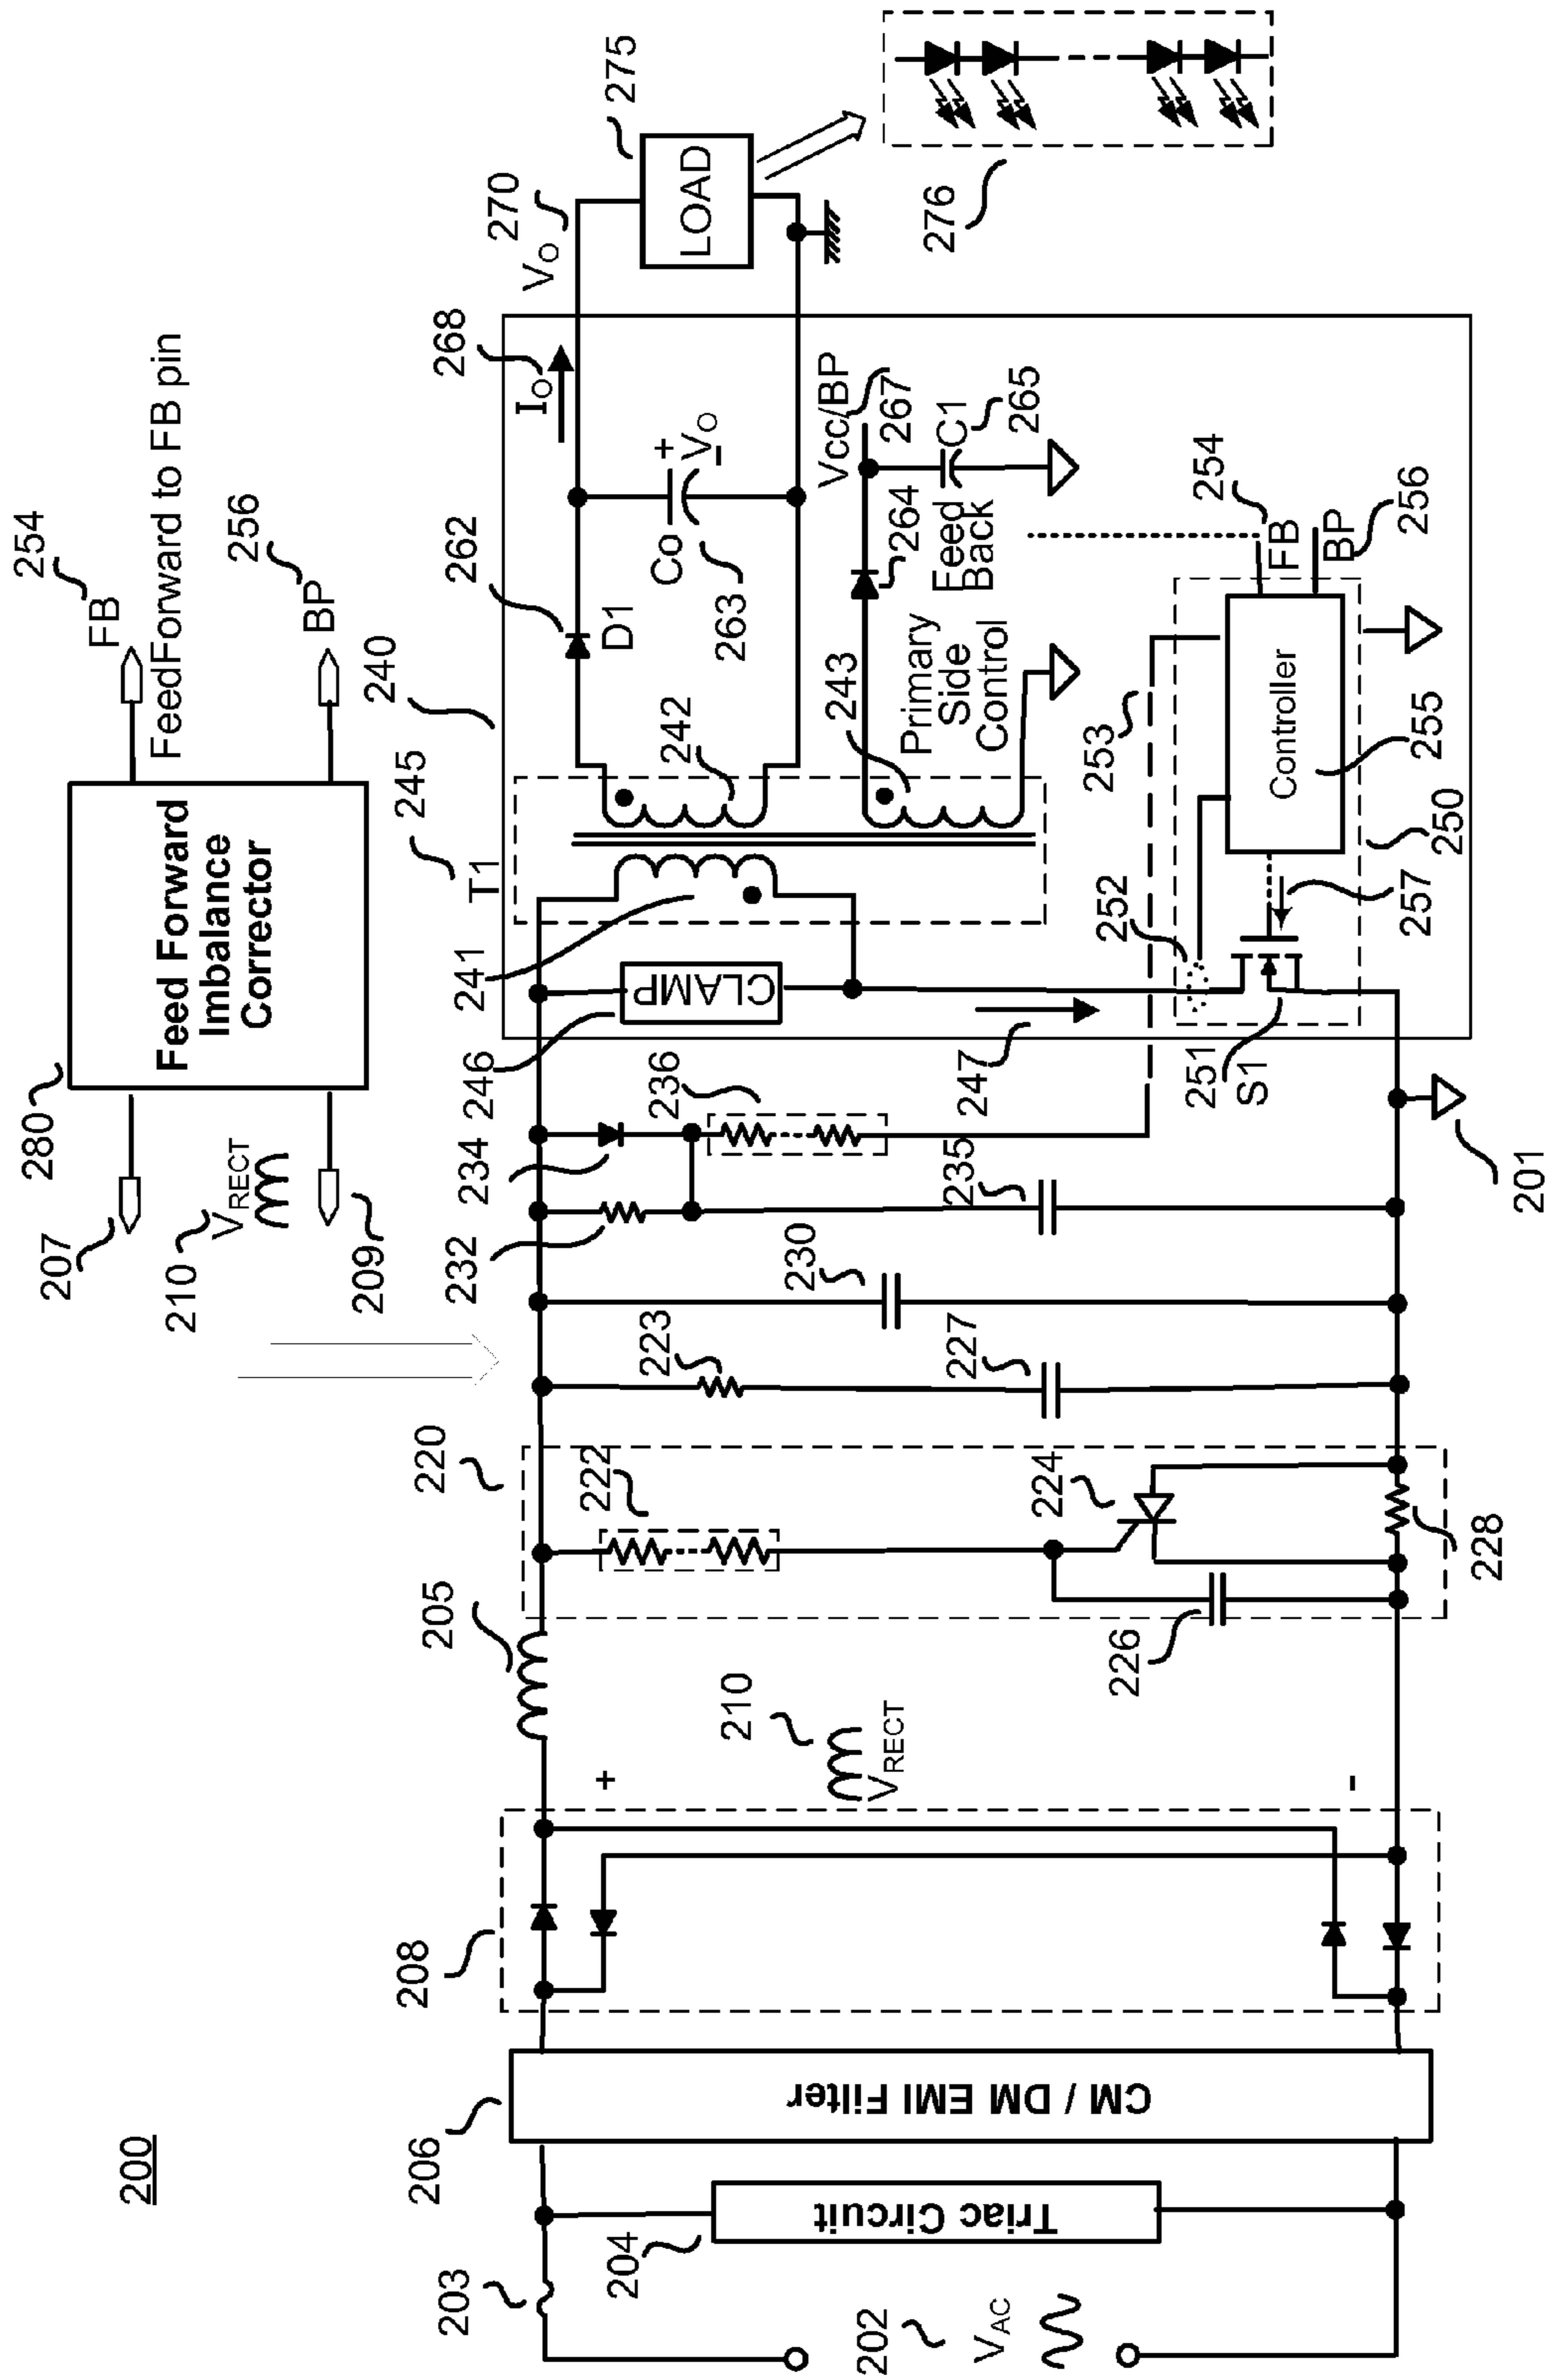 200
280
Feed Forward
Imbalance
Corrector
254
FB
FeedForward to FB pin
256
BP
207
210
VRECT
209
202
VAC
203
204
Triac Circuit
206
CM / DM EMI Filter
208
+
210
VRECT
-
205
220
222
224
226
228
223
227
230
232
234
235
236
201
240
245
T1
241
246
CLAMP
247
242
243
Primary
Side
Control
262
D1
Co
+
VO
-
263
IO
268
VO
270
LOAD
275
276
Vcc/BP
267
264
Feed
Back
C1
265
253
252
251
S1
257
250
Controller
255
254
FB
BP
256